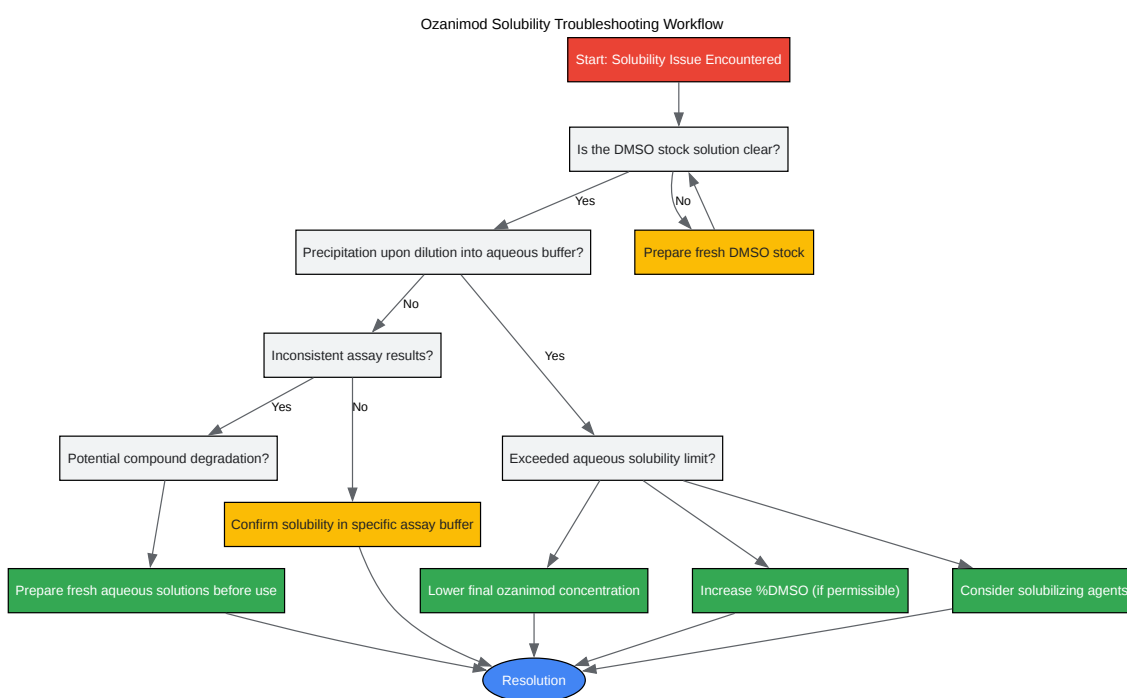 Ozanimod Solubility Troubleshooting Workflow
Start: Solubility Issue Encountered
Is the DMSO stock solution clear?
Yes
No
Precipitation upon dilution into aqueous buffer?
Prepare fresh DMSO stock
No
Inconsistent assay results?
Yes
Yes
No
Potential compound degradation?
Exceeded aqueous solubility limit?
Confirm solubility in specific assay buffer
Prepare fresh aqueous solutions before use
Lower final ozanimod concentration
Increase %DMSO (if permissible)
Consider solubilizing agents
Resolution